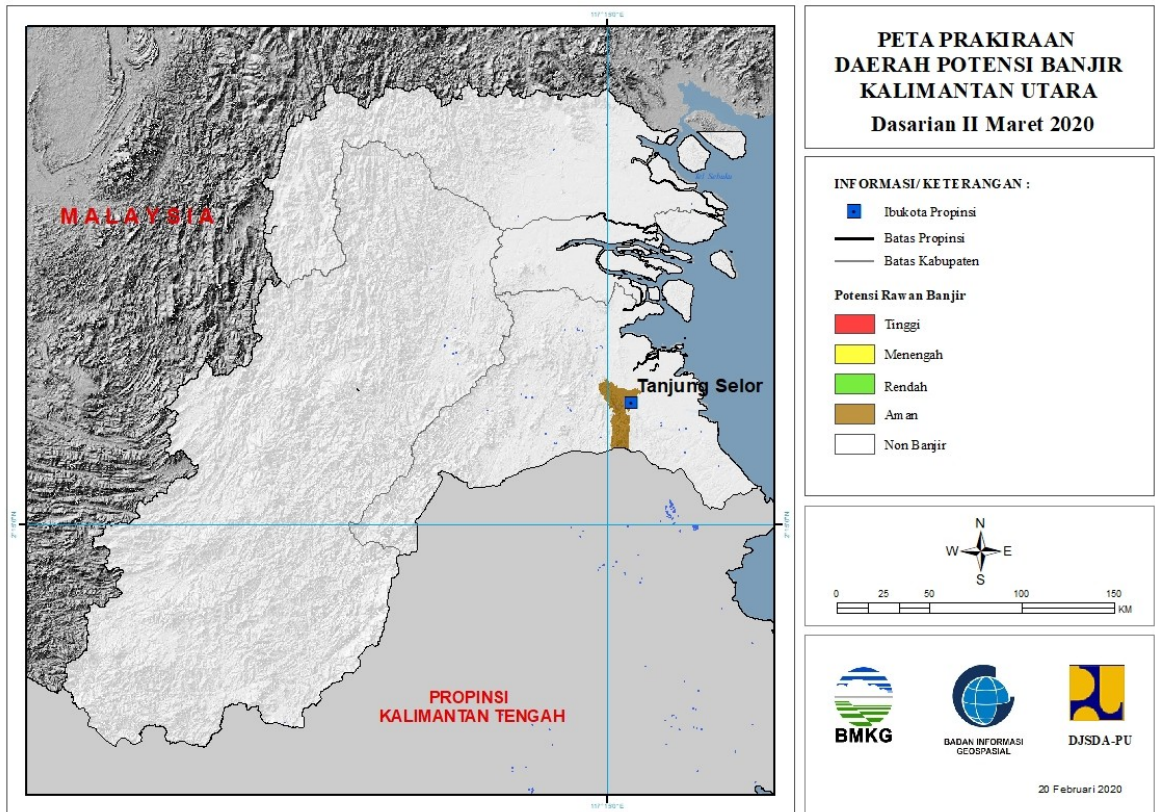 PETA PRAKIRAAN
DAERAH POTENSI BANJIR
KALIMANTAN UTARA
Dasarian II Maret 2020
INFORMASI/KETERANGAN :
Ibukota Propinsi
Batas Propinsi
Batas Kabupaten
Potensi Rawan Banjir
Tinggi
Menengah
Rendah
Aman
Non Banjir
MALAYSIA
Tanjung Selor
PROPINSI
KALIMANTAN TENGAH
N
W E
S
0 25 50 100 150
KM
BMKG
BADAN INFORMASI
GEOSPASIAL
DJSDA-PU
20 Februari 2020